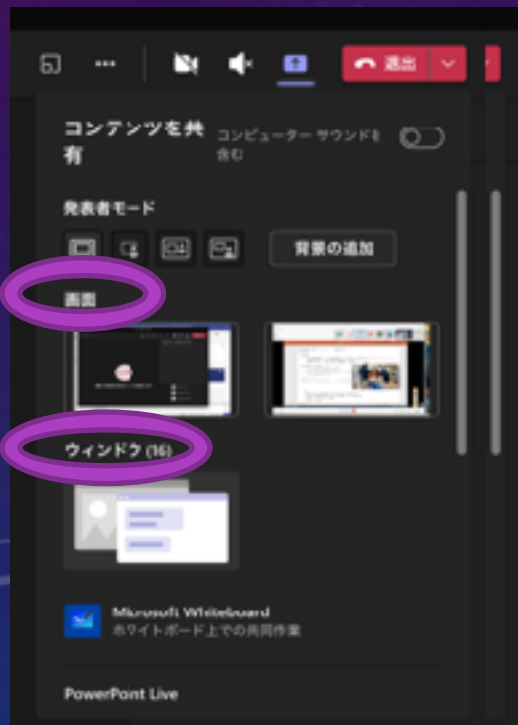 退出
コンテンツを共有
コンピューター サウンドを含む
発表者モード
背景の追加
画面
ウィンドウ (16)
Microsoft Whiteboard
ホワイトボード上での共同作業
PowerPoint Live